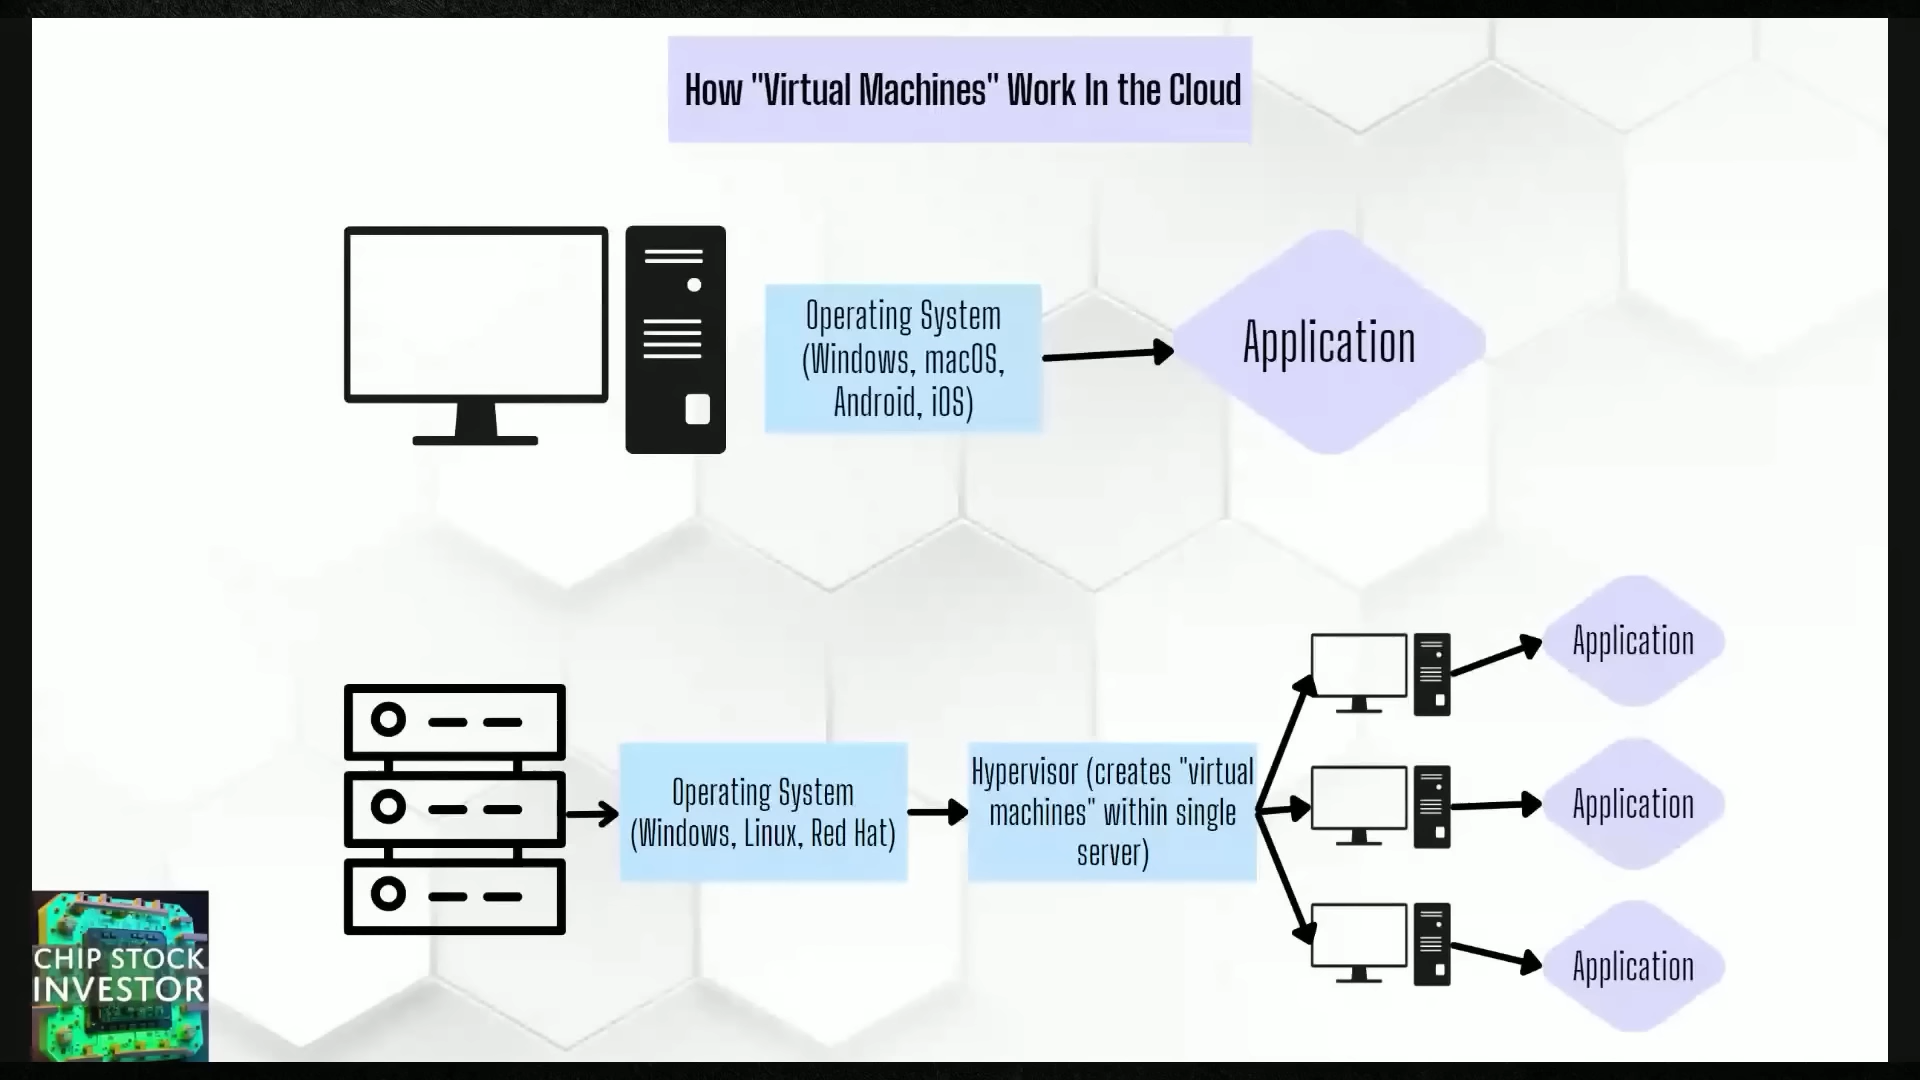 How "Virtual Machines" Work In the Cloud
Operating System
(Windows, macOS,
Android, iOS)
Application
Operating System
(Windows, Linux, Red Hat)
Hypervisor (creates "virtual
machines" within single
server)
Application
Application
Application
CHIP STOCK
INVESTOR